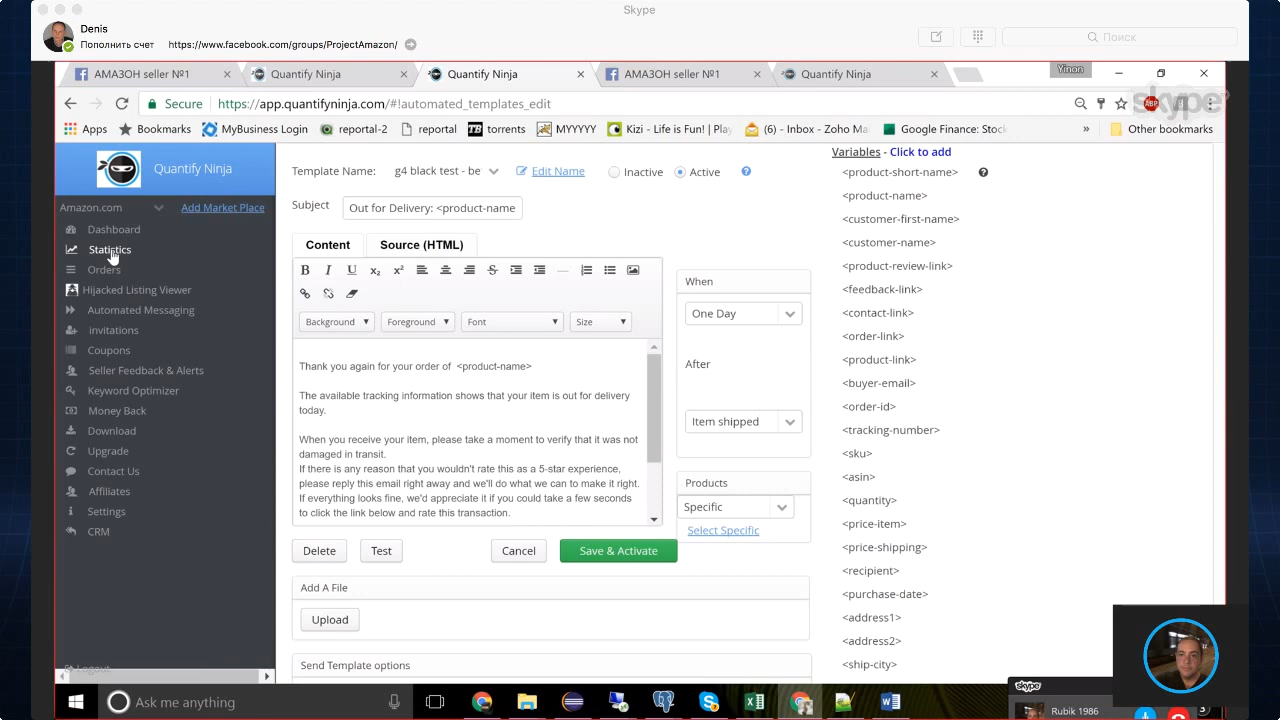 Skype
Denis
Пополнить счет https://www.facebook.com/groups/ProjectAmazon/
Поиск
АМАЗОН seller №1
Quantify Ninja
Quantify Ninja
АМАЗОН seller №1
Quantify Ninja
Yinon
Secure https://app.quantifyninja.com/#!automated_templates_edit
ABP
skype
Apps Bookmarks MyBusiness Login reportal-2 reportal torrents MYYYYY Kizi - Life is Fun! | Play (6) - Inbox - Zoho Ma Google Finance: Stock » Other bookmarks
Quantify Ninja
Amazon.com Add Market Place
Dashboard
Statistics
Orders
Hijacked Listing Viewer
Automated Messaging
invitations
Coupons
Seller Feedback & Alerts
Keyword Optimizer
Money Back
Download
Upgrade
Contact Us
Affiliates
Settings
CRM
Logout
Template Name: g4 black test - be Edit Name Inactive Active
Subject Out for Delivery: <product-name
Content Source (HTML)
Background Foreground Font Size
Thank you again for your order of <product-name>
The available tracking information shows that your item is out for delivery
today.
When you receive your item, please take a moment to verify that it was not
damaged in transit.
If there is any reason that you wouldn't rate this as a 5-star experience,
please reply this email right away and we'll do what we can to make it right.
If everything looks fine, we'd appreciate it if you could take a few seconds
to click the link below and rate this transaction.
Delete Test Cancel Save & Activate
Add A File
Upload
Send Template options
When
One Day
After
Item shipped
Products
Specific
Select Specific
Variables - Click to add
<product-short-name>
<product-name>
<customer-first-name>
<customer-name>
<product-review-link>
<feedback-link>
<contact-link>
<order-link>
<product-link>
<buyer-email>
<order-id>
<tracking-number>
<sku>
<asin>
<quantity>
<price-item>
<price-shipping>
<recipient>
<purchase-date>
<address1>
<address2>
<ship-city>
skype
Rubik 1986
Ask me anything